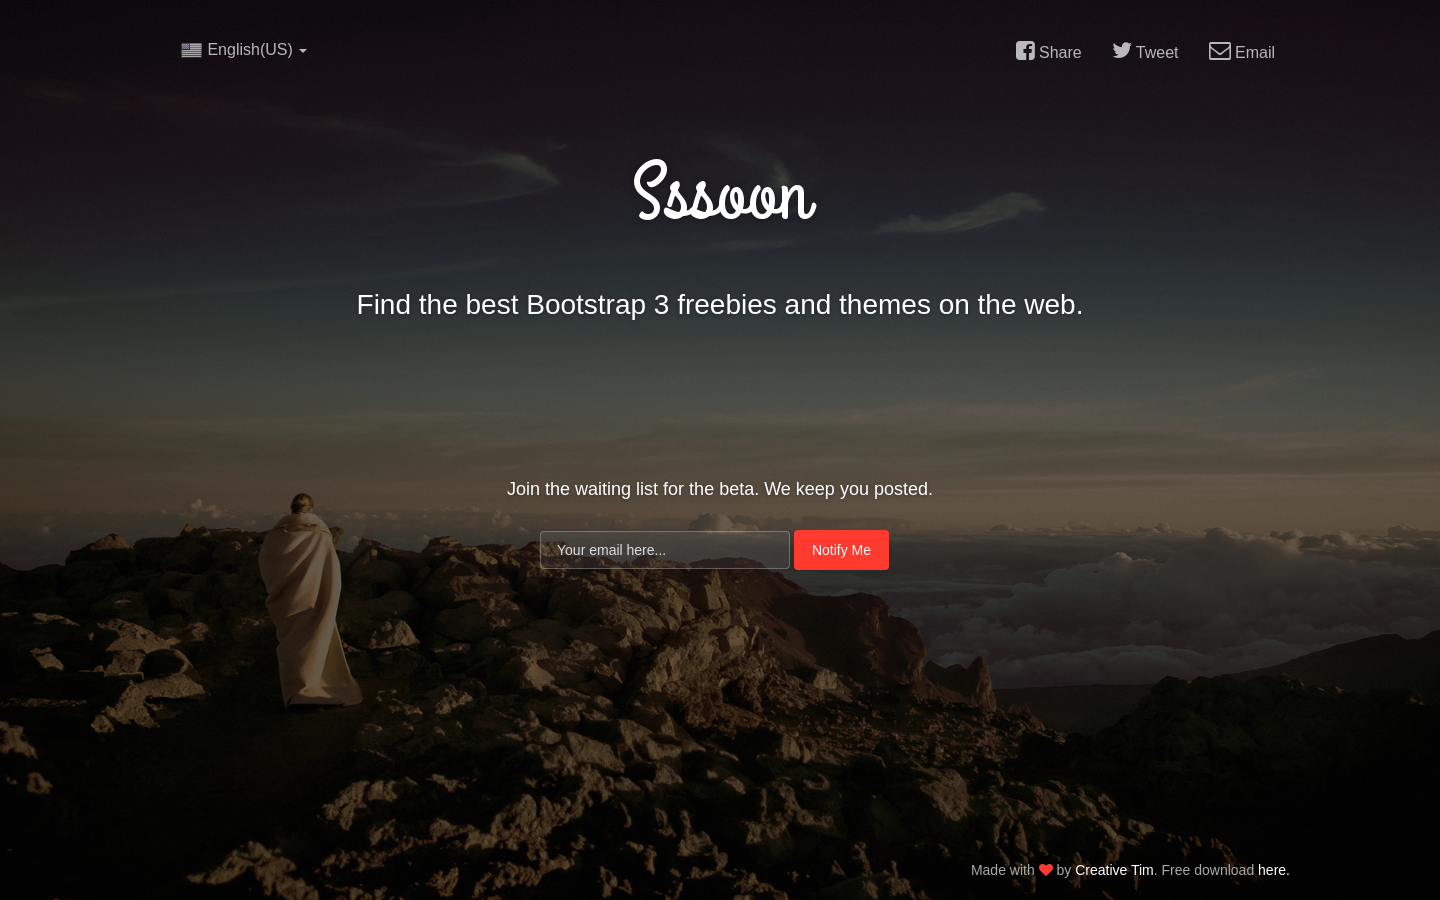 English(US)
Share Tweet Email
Sssoon
Find the best Bootstrap 3 freebies and themes on the web.
Join the waiting list for the beta. We keep you posted.
Your email here... Notify Me
Made with by Creative Tim. Free download here.